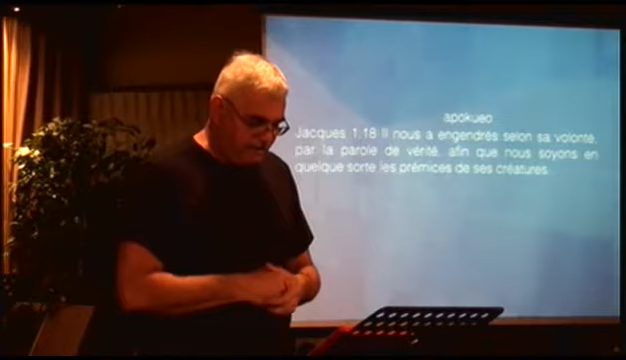 apokueo
Jacques 1.18 Il nous a engendrés selon sa volonté,
par la parole de vérité, afin que nous soyons en
quelque sorte les prémices de ses créatures.